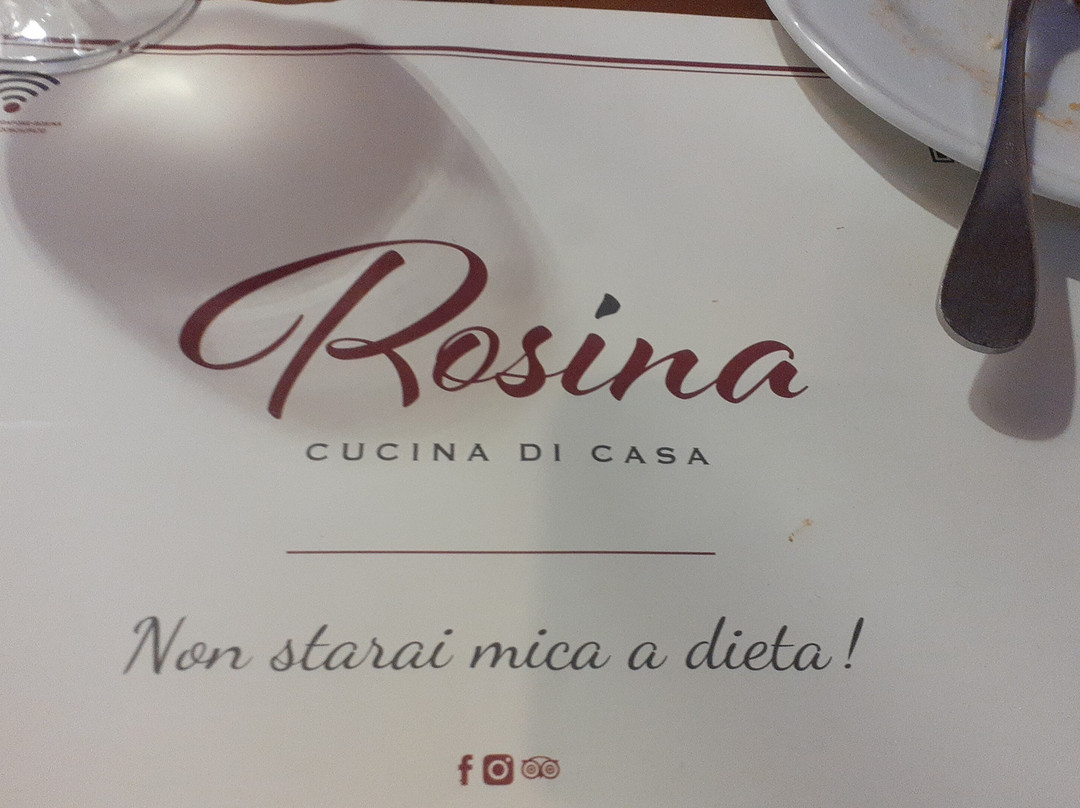 Rosina
CUCINA DI CASA
Non starai mica a dieta!